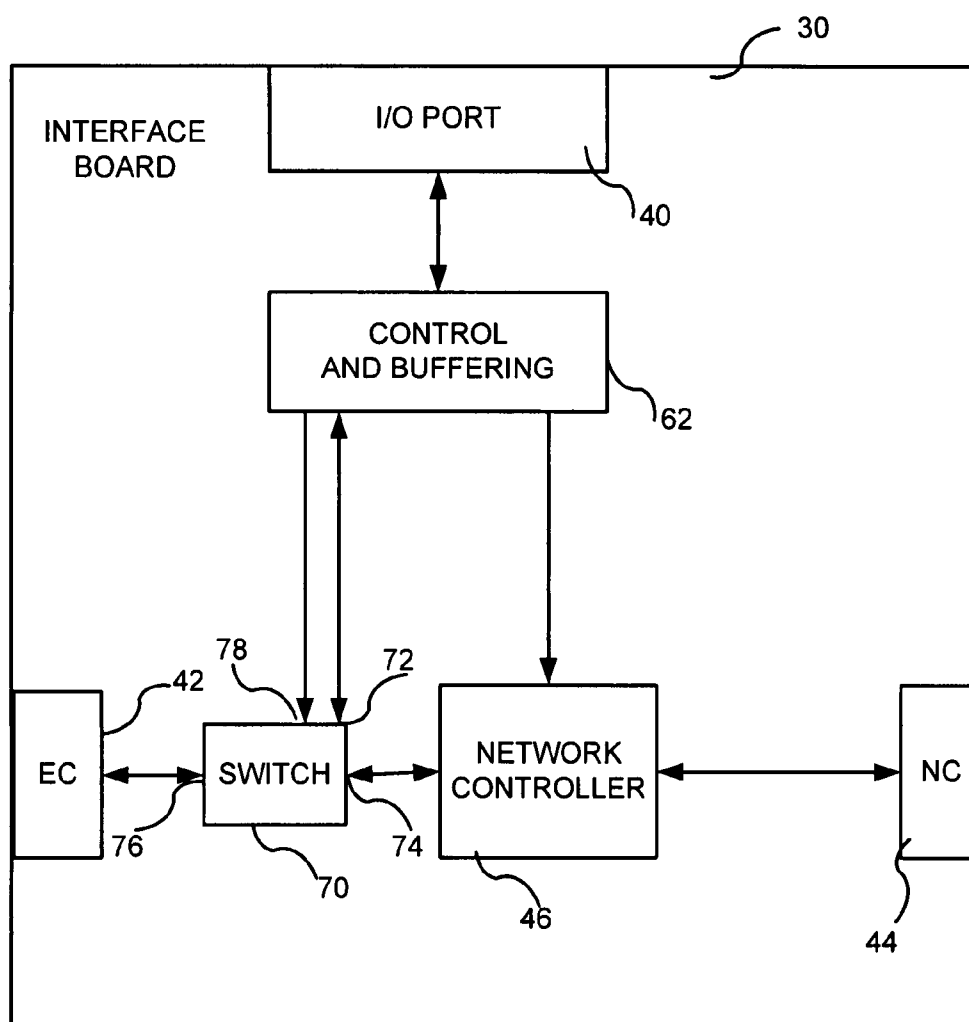 30
I/O PORT
INTERFACE
BOARD
40
CONTROL
AND BUFFERING
62
78
72
42
EC
SWITCH
NETWORK
CONTROLLER
NC
76
74
70
46
44